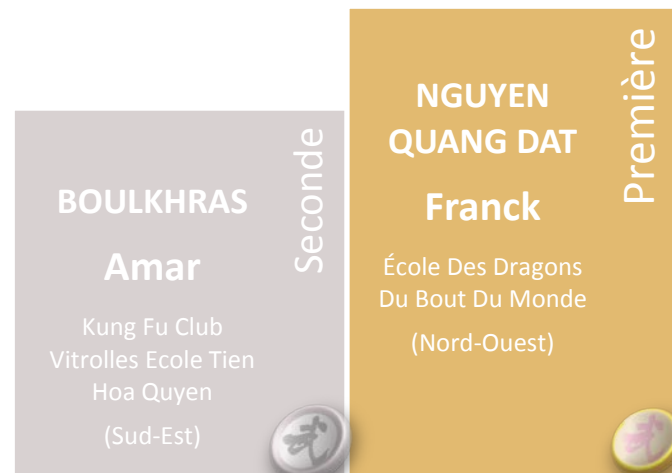 BOULKHRAS
Amar
Kung Fu Club
Vitrolles Ecole Tien
Hoa Quyen
(Sud-Est)
Seconde
NGUYEN
QUANG DAT
Franck
École Des Dragons
Du Bout Du Monde
(Nord-Ouest)
Première